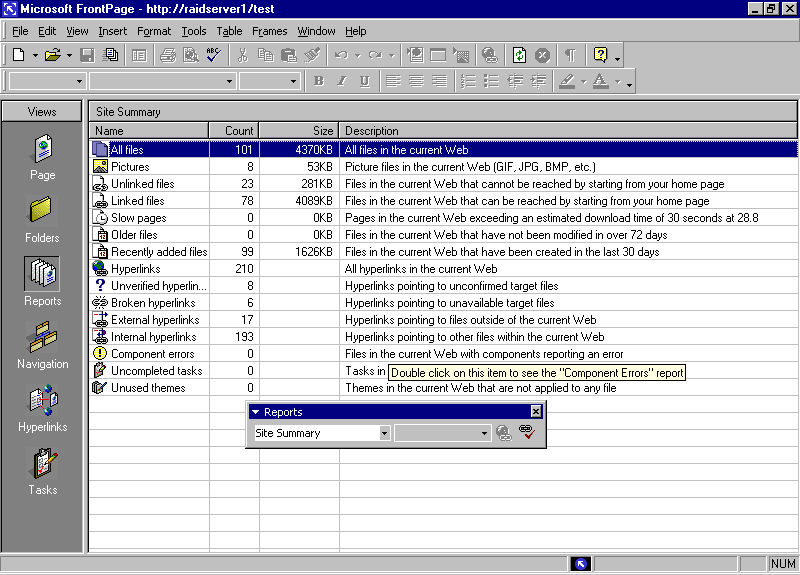 Microsoft FrontPage - http://raidserver1/test
File Edit View Insert Format Tools Table Frames Window Help
B I U
A
Views
Site Summary
Name Count Size Description
All files 101 4370KB All files in the current Web
Pictures 8 53KB Picture files in the current Web (GIF, JPG, BMP, etc.)
Unlinked files 23 281KB Files in the current Web that cannot be reached by starting from your home page
Linked files 78 4089KB Files in the current Web that can be reached by starting from your home page
Slow pages 0 0KB Pages in the current Web exceeding an estimated download time of 30 seconds at 28.8
Older files 0 0KB Files in the current Web that have not been modified in over 72 days
Recently added files 99 1626KB Files in the current Web that have been created in the last 30 days
Hyperlinks 210 All hyperlinks in the current Web
Unverified hyperlin... 8 Hyperlinks pointing to unconfirmed target files
Broken hyperlinks 6 Hyperlinks pointing to unavailable target files
External hyperlinks 17 Hyperlinks pointing to files outside of the current Web
Internal hyperlinks 193 Hyperlinks pointing to other files within the current Web
Component errors 0 Files in the current Web with components reporting an error
Uncompleted tasks 0 Tasks in
Double click on this item to see the "Component Errors" report
Unused themes 0 Themes in the current Web that are not applied to any file
Page
Folders
Reports
Navigation
Hyperlinks
Tasks
Reports
Site Summary
NUM